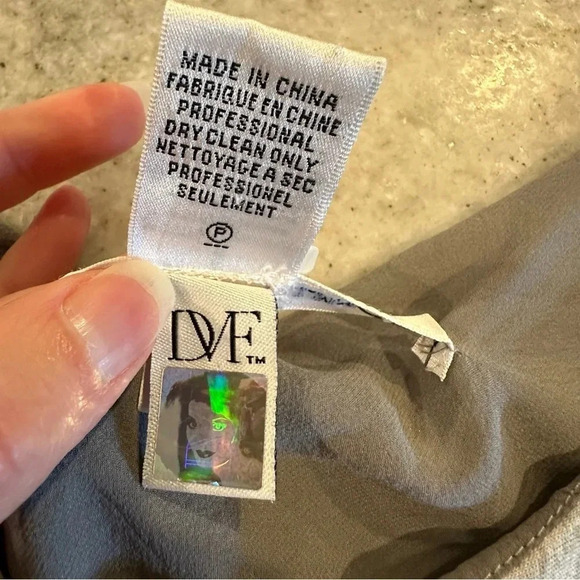 MADE IN CHINA
FABRIQUE EN CHINE
PROFESSIONAL
DRY CLEAN ONLY
NETTOYAGE A SEC
PROFESSIONEL
SEULEMENT
P
DVF™